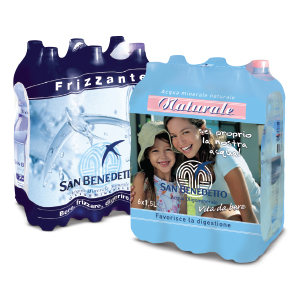 Frizzante
SAN BENEDETTO
Acqua minerale naturale
Naturale
sei proprio
la nostra
acqua!
SAN BENEDETTO
6x1,5L
Vita da bere
Favorisce la digestione